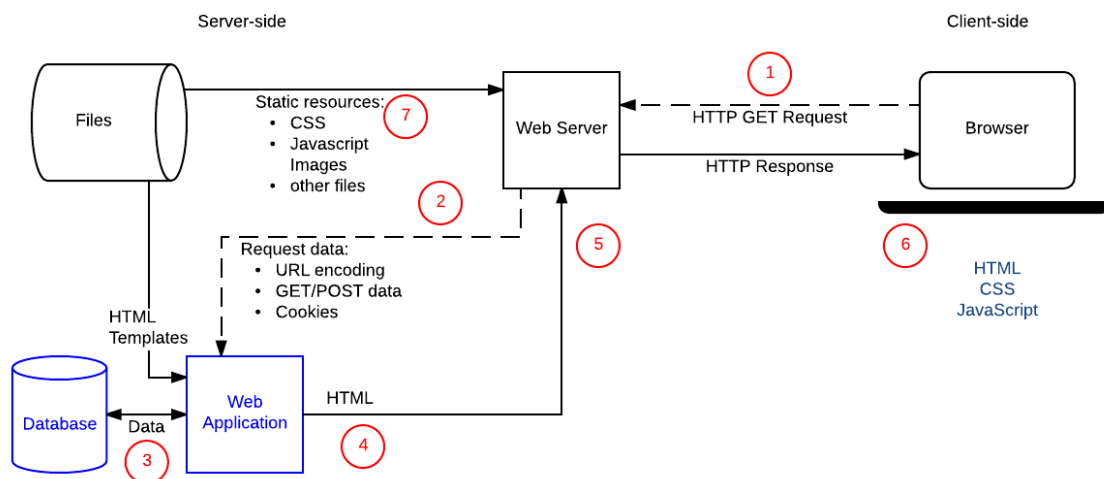 Server-side
Client-side
Files
Static resources:
• CSS
• Javascript
Images
• other files
7
Web Server
1
HTTP GET Request
HTTP Response
Browser
2
Request data:
• URL encoding
• GET/POST data
• Cookies
5
6
HTML
CSS
JavaScript
HTML
Templates
Database
Data
3
Web
Application
HTML
4